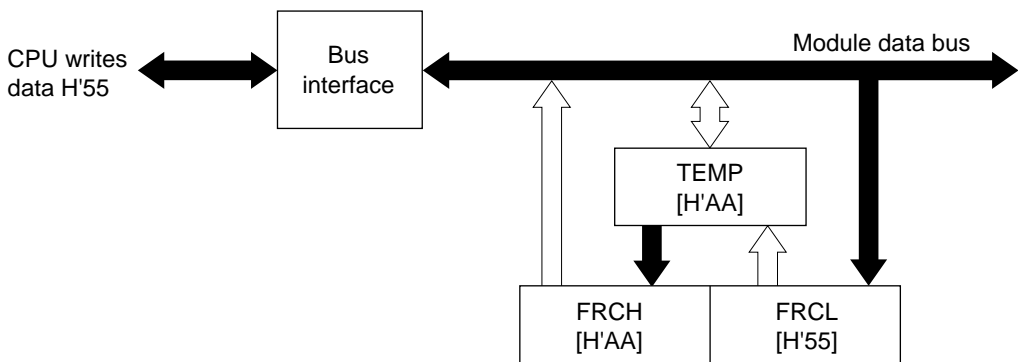 CPU writes
data H'55
Bus
interface
Module data bus
TEMP
[H'AA]
FRCH
[H'AA]
FRCL
[H'55]